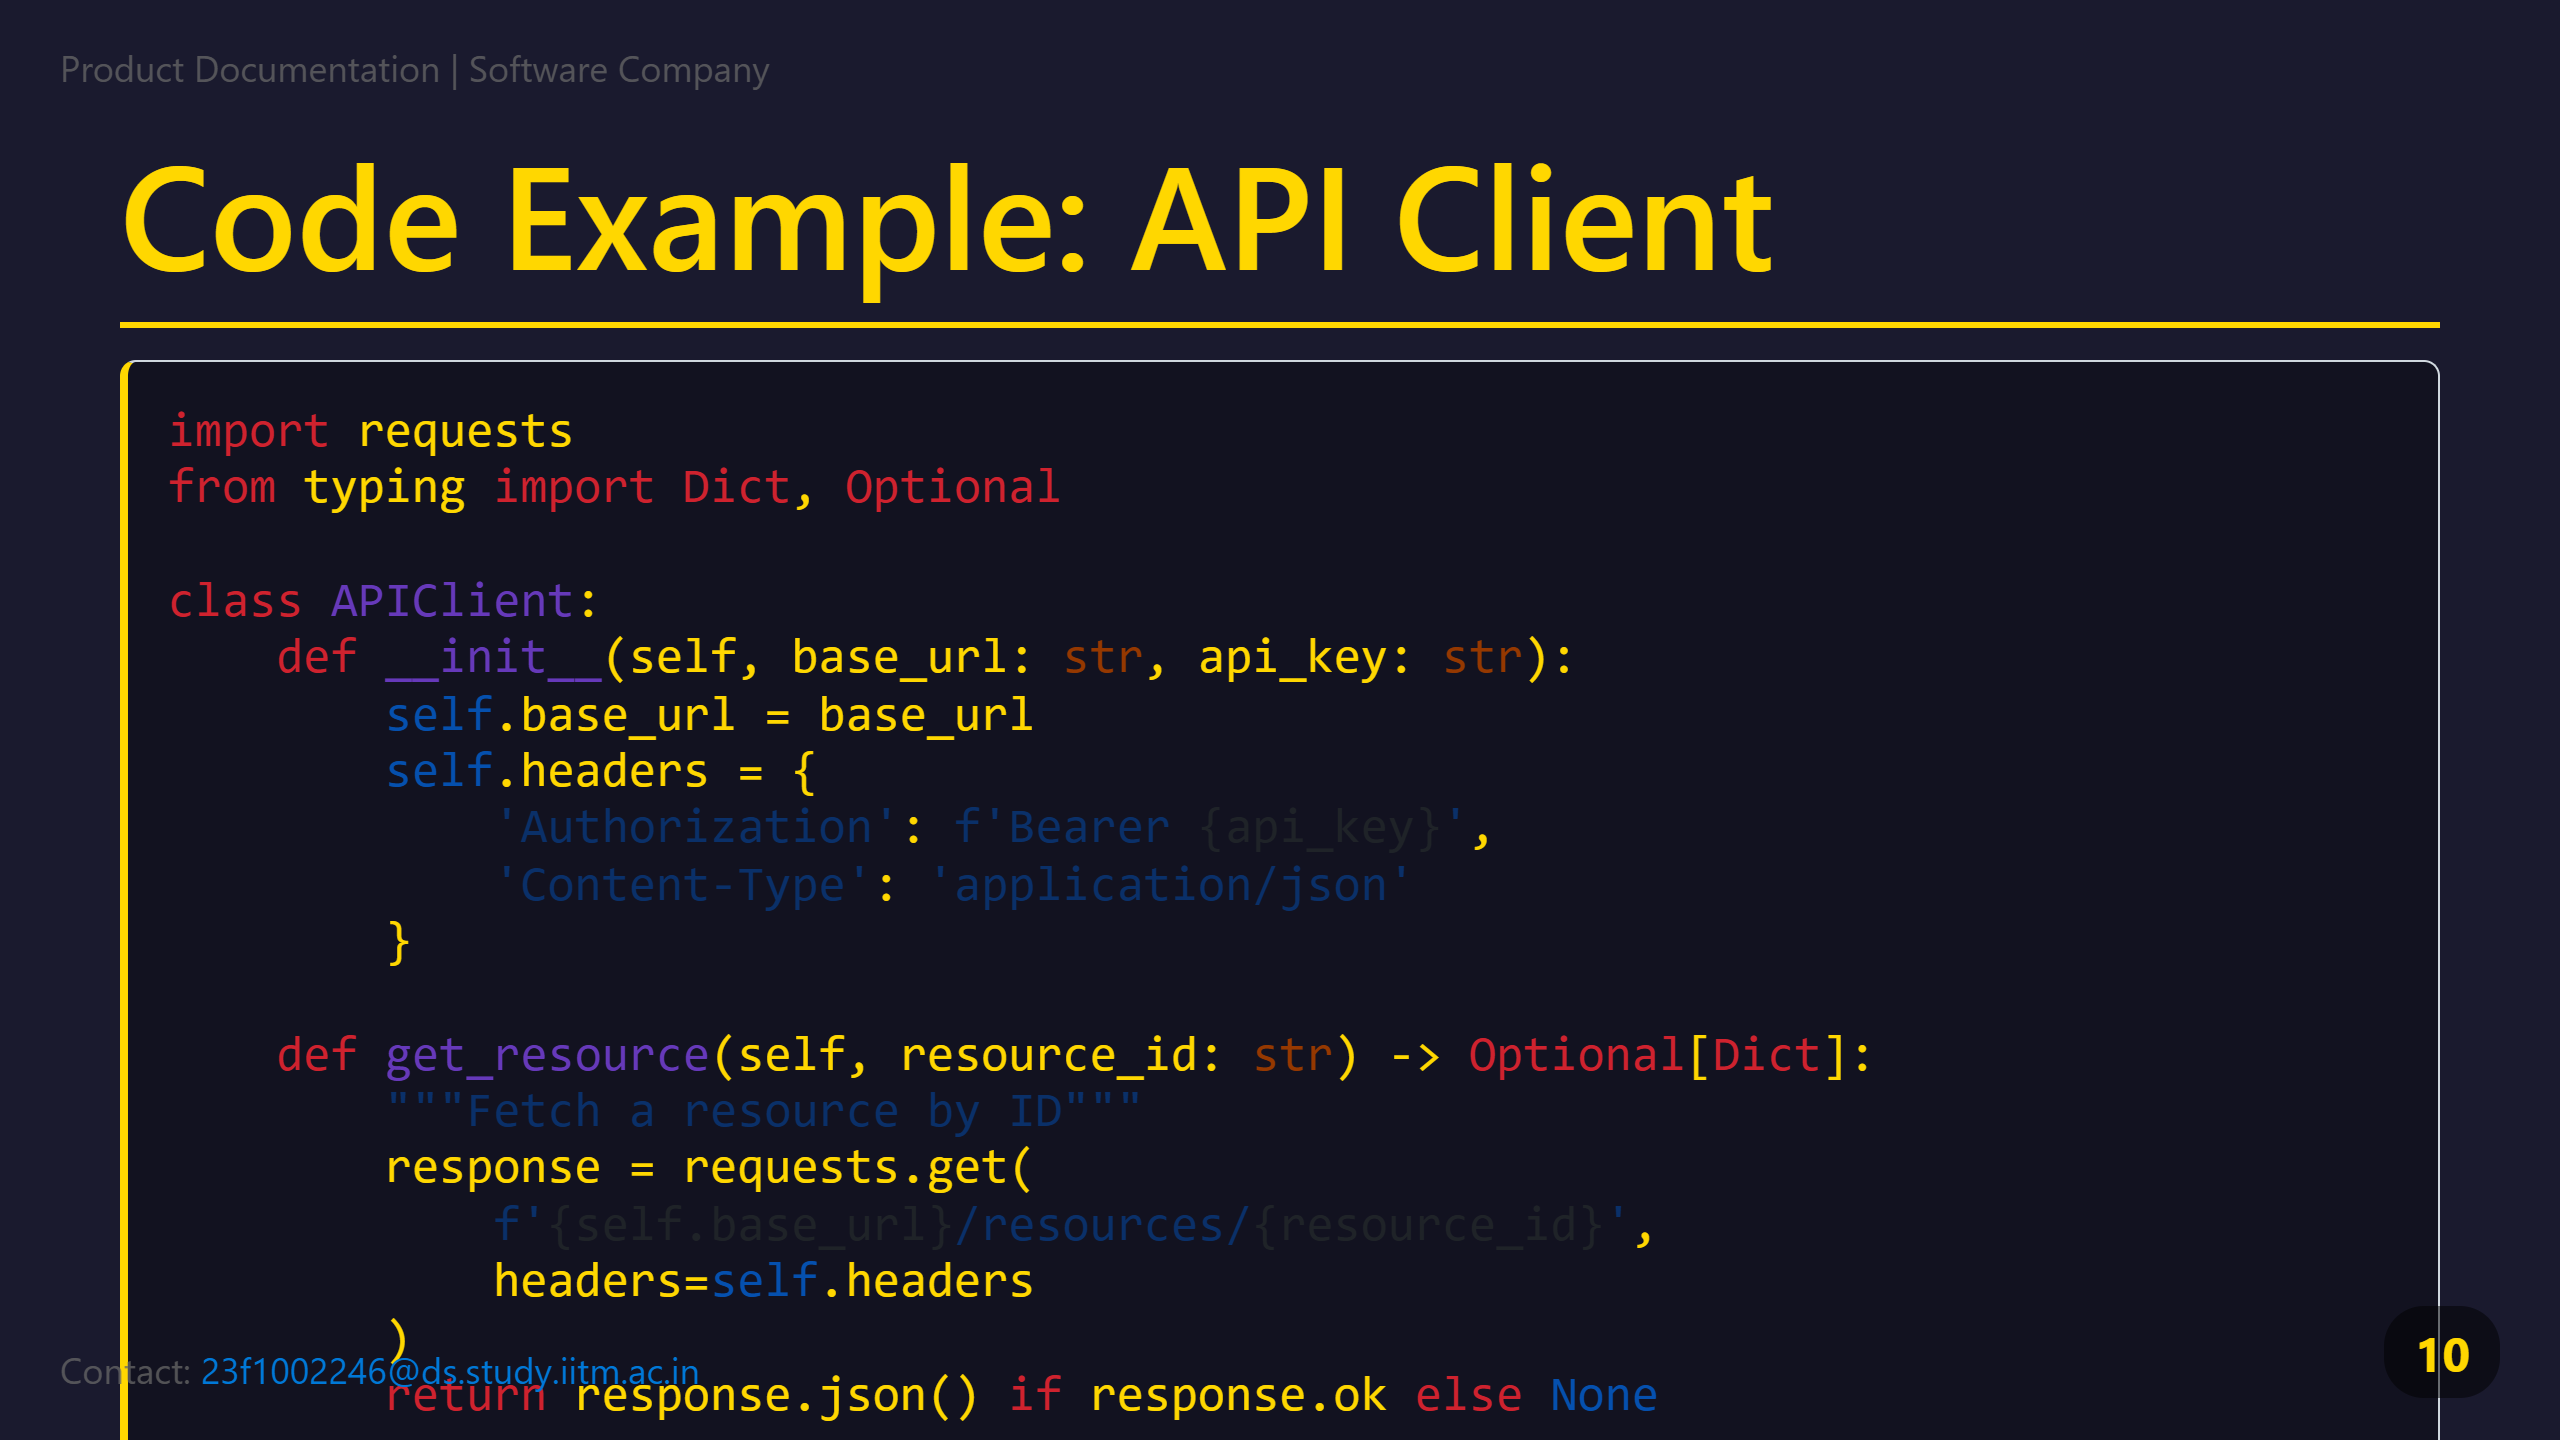 Product Documentation | Software Company
Code Example: API Client
import requests
from typing import Dict, Optional
class APIClient:
    def __init__(self, base_url: str, api_key: str):
        self.base_url = base_url
        self.headers = {
            'Authorization': f'Bearer {api_key}',
            'Content-Type': 'application/json'
        }
    def get_resource(self, resource_id: str) -> Optional[Dict]:
        """Fetch a resource by ID"""
        response = requests.get(
            f'{self.base_url}/resources/{resource_id}',
            headers=self.headers
        )
        return response.json() if response.ok else None
Contact: 23f1002246@ds.study.iitm.ac.in
10